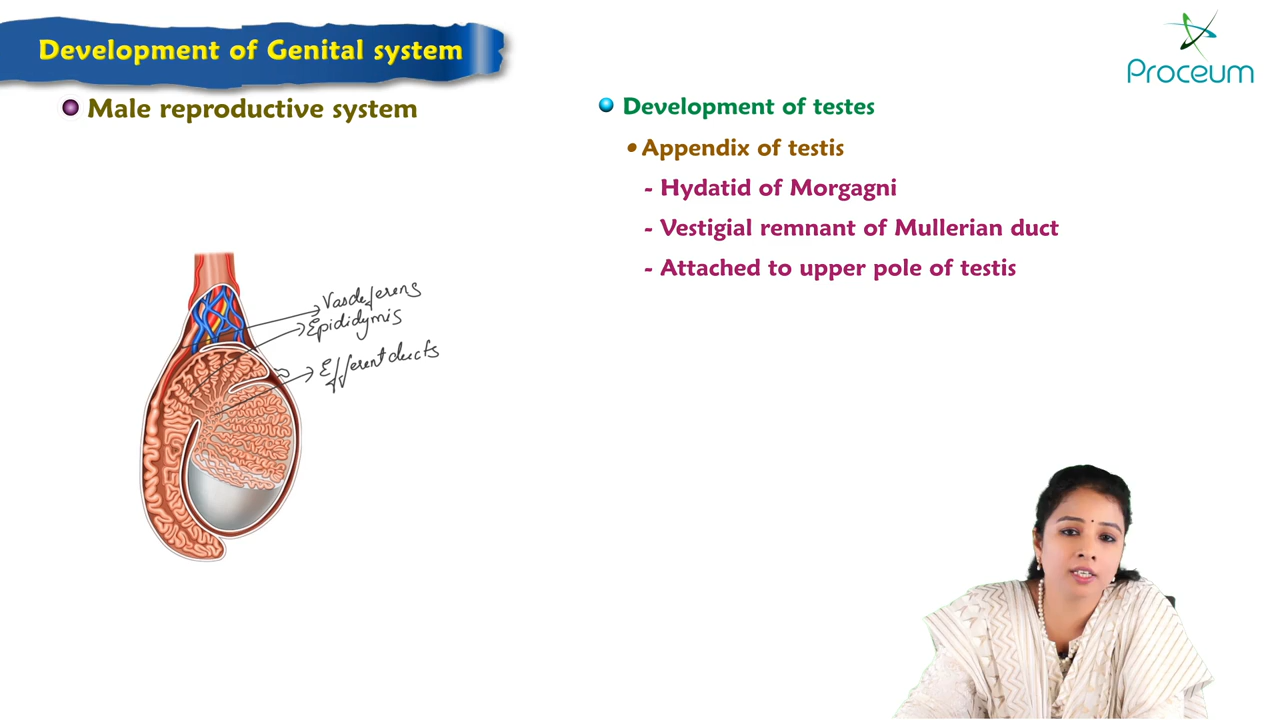 Development of Genital system
Proceum
Male reproductive system
Development of testes
Appendix of testis
- Hydatid of Morgagni
- Vestigial remnant of Mullerian duct
- Attached to upper pole of testis
Vasdeferens
Epididymis
Efferent ducts